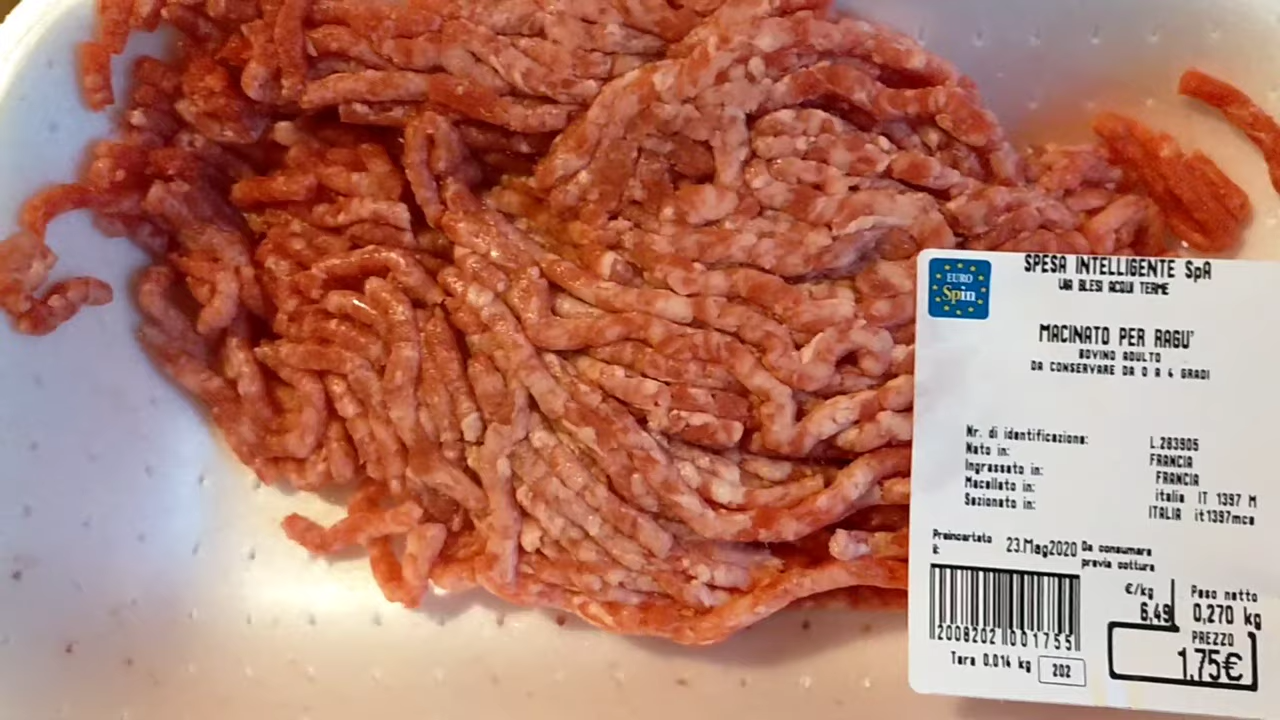 EURO
Spin
SPESA INTELLIGENTE SpA
VIA BLESI ACQUI TERME
MACINATO PER RAGU'
BOVINO ADULTO
DA CONSERVARE DA 0 A 4 GRADI
Nr. di identificazione: L.283905
Nato in: FRANCIA
Ingrassato in: FRANCIA
Macellato in: italia IT 1397 M
Sezionato in: ITALIA it1397mca
Preincartato il: 23.Mag2020 Da consumare previa cottura
€/kg 6,49 Peso netto 0,270 kg
2008202 001755
PREZZO
1,75€
Tara 0,014 kg 202